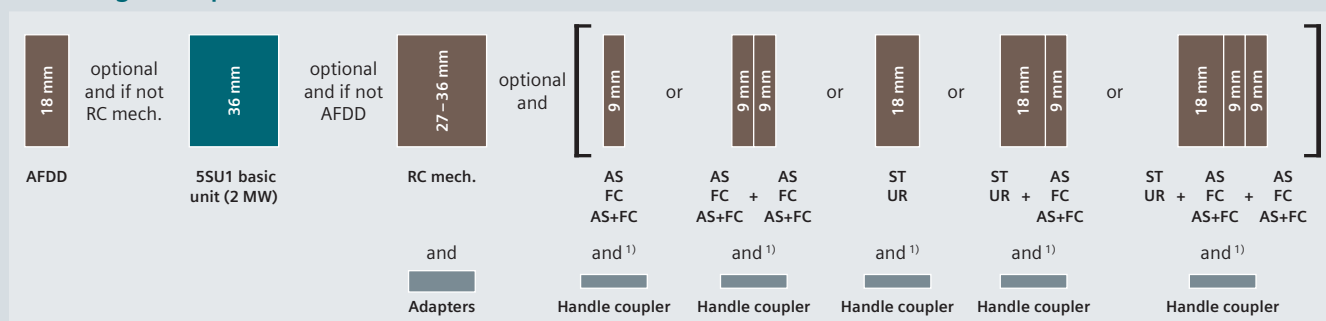 18 mm
optional
and if not
RC mech.
36 mm
optional
and if not
AFDD
27 – 36 mm
optional
and
9 mm
or
9 mm
9 mm
or
18 mm
or
18 mm
9 mm
or
18 mm
9 mm
9 mm
AFDD
5SU1 basic
unit (2 MW)
RC mech.
AS
FC
AS+FC
AS AS
FC + FC
AS+FC AS+FC
ST
UR
ST AS
UR + FC
AS+FC
ST AS AS
UR + FC + FC
AS+FC AS+FC
and
and 1)
and 1)
and 1)
and 1)
and 1)
Adapters
Handle coupler
Handle coupler
Handle coupler
Handle coupler
Handle coupler